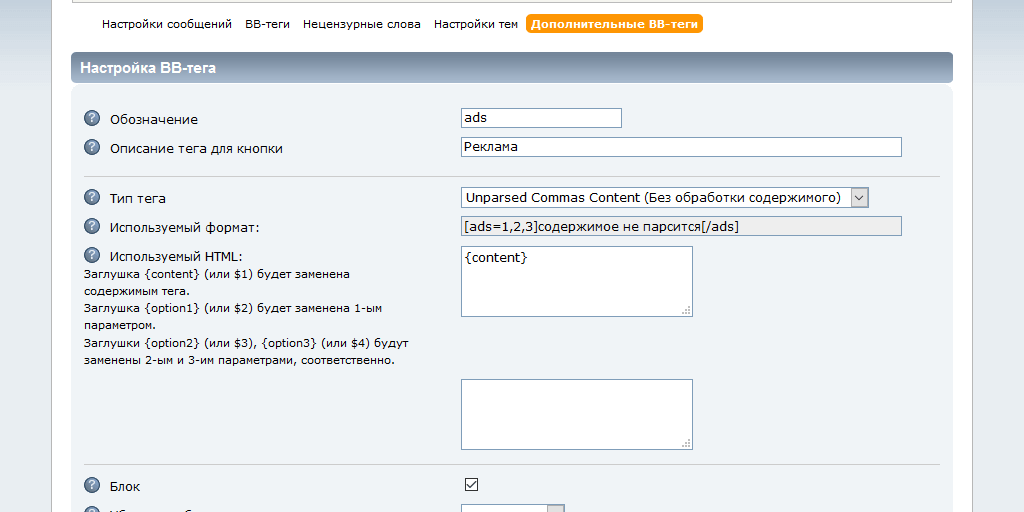 Настройки сообщений BB-теги Нецензурные слова Настройки тем Дополнительные BB-теги
Настройка BB-тега
Обозначение ads
Описание тега для кнопки Реклама
Тип тега Unparsed Commas Content (Без обработки содержимого)
Используемый формат: [ads=1,2,3]содержимое не парсится[/ads]
Используемый HTML: {content}
Заглушка {content} (или $1) будет заменена
содержимым тега.
Заглушка {option1} (или $2) будет заменена 1-ым
параметром.
Заглушки {option2} (или $3), {option3} (или $4) будут
заменены 2-ым и 3-им параметрами, соответственно.
Блок